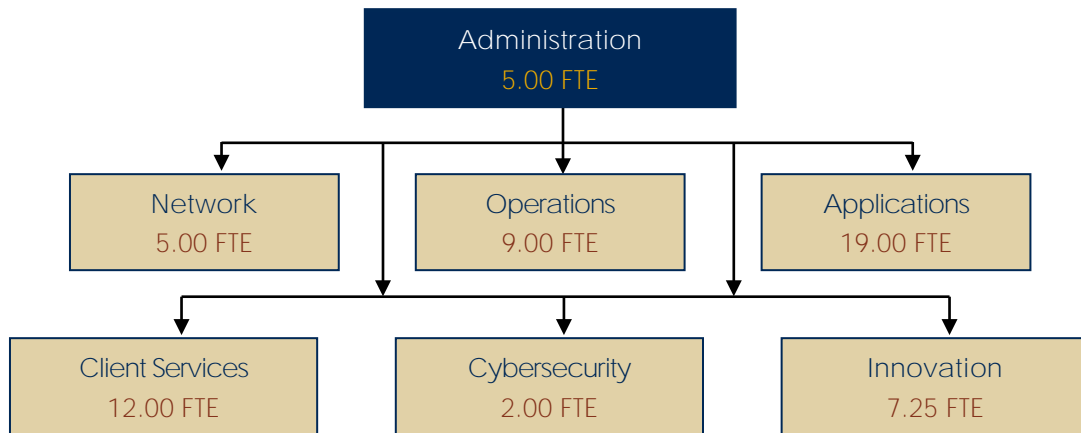 Administration
5.00 FTE
Network
5.00 FTE
Operations
9.00 FTE
Applications
19.00 FTE
Client Services
12.00 FTE
Cybersecurity
2.00 FTE
Innovation
7.25 FTE